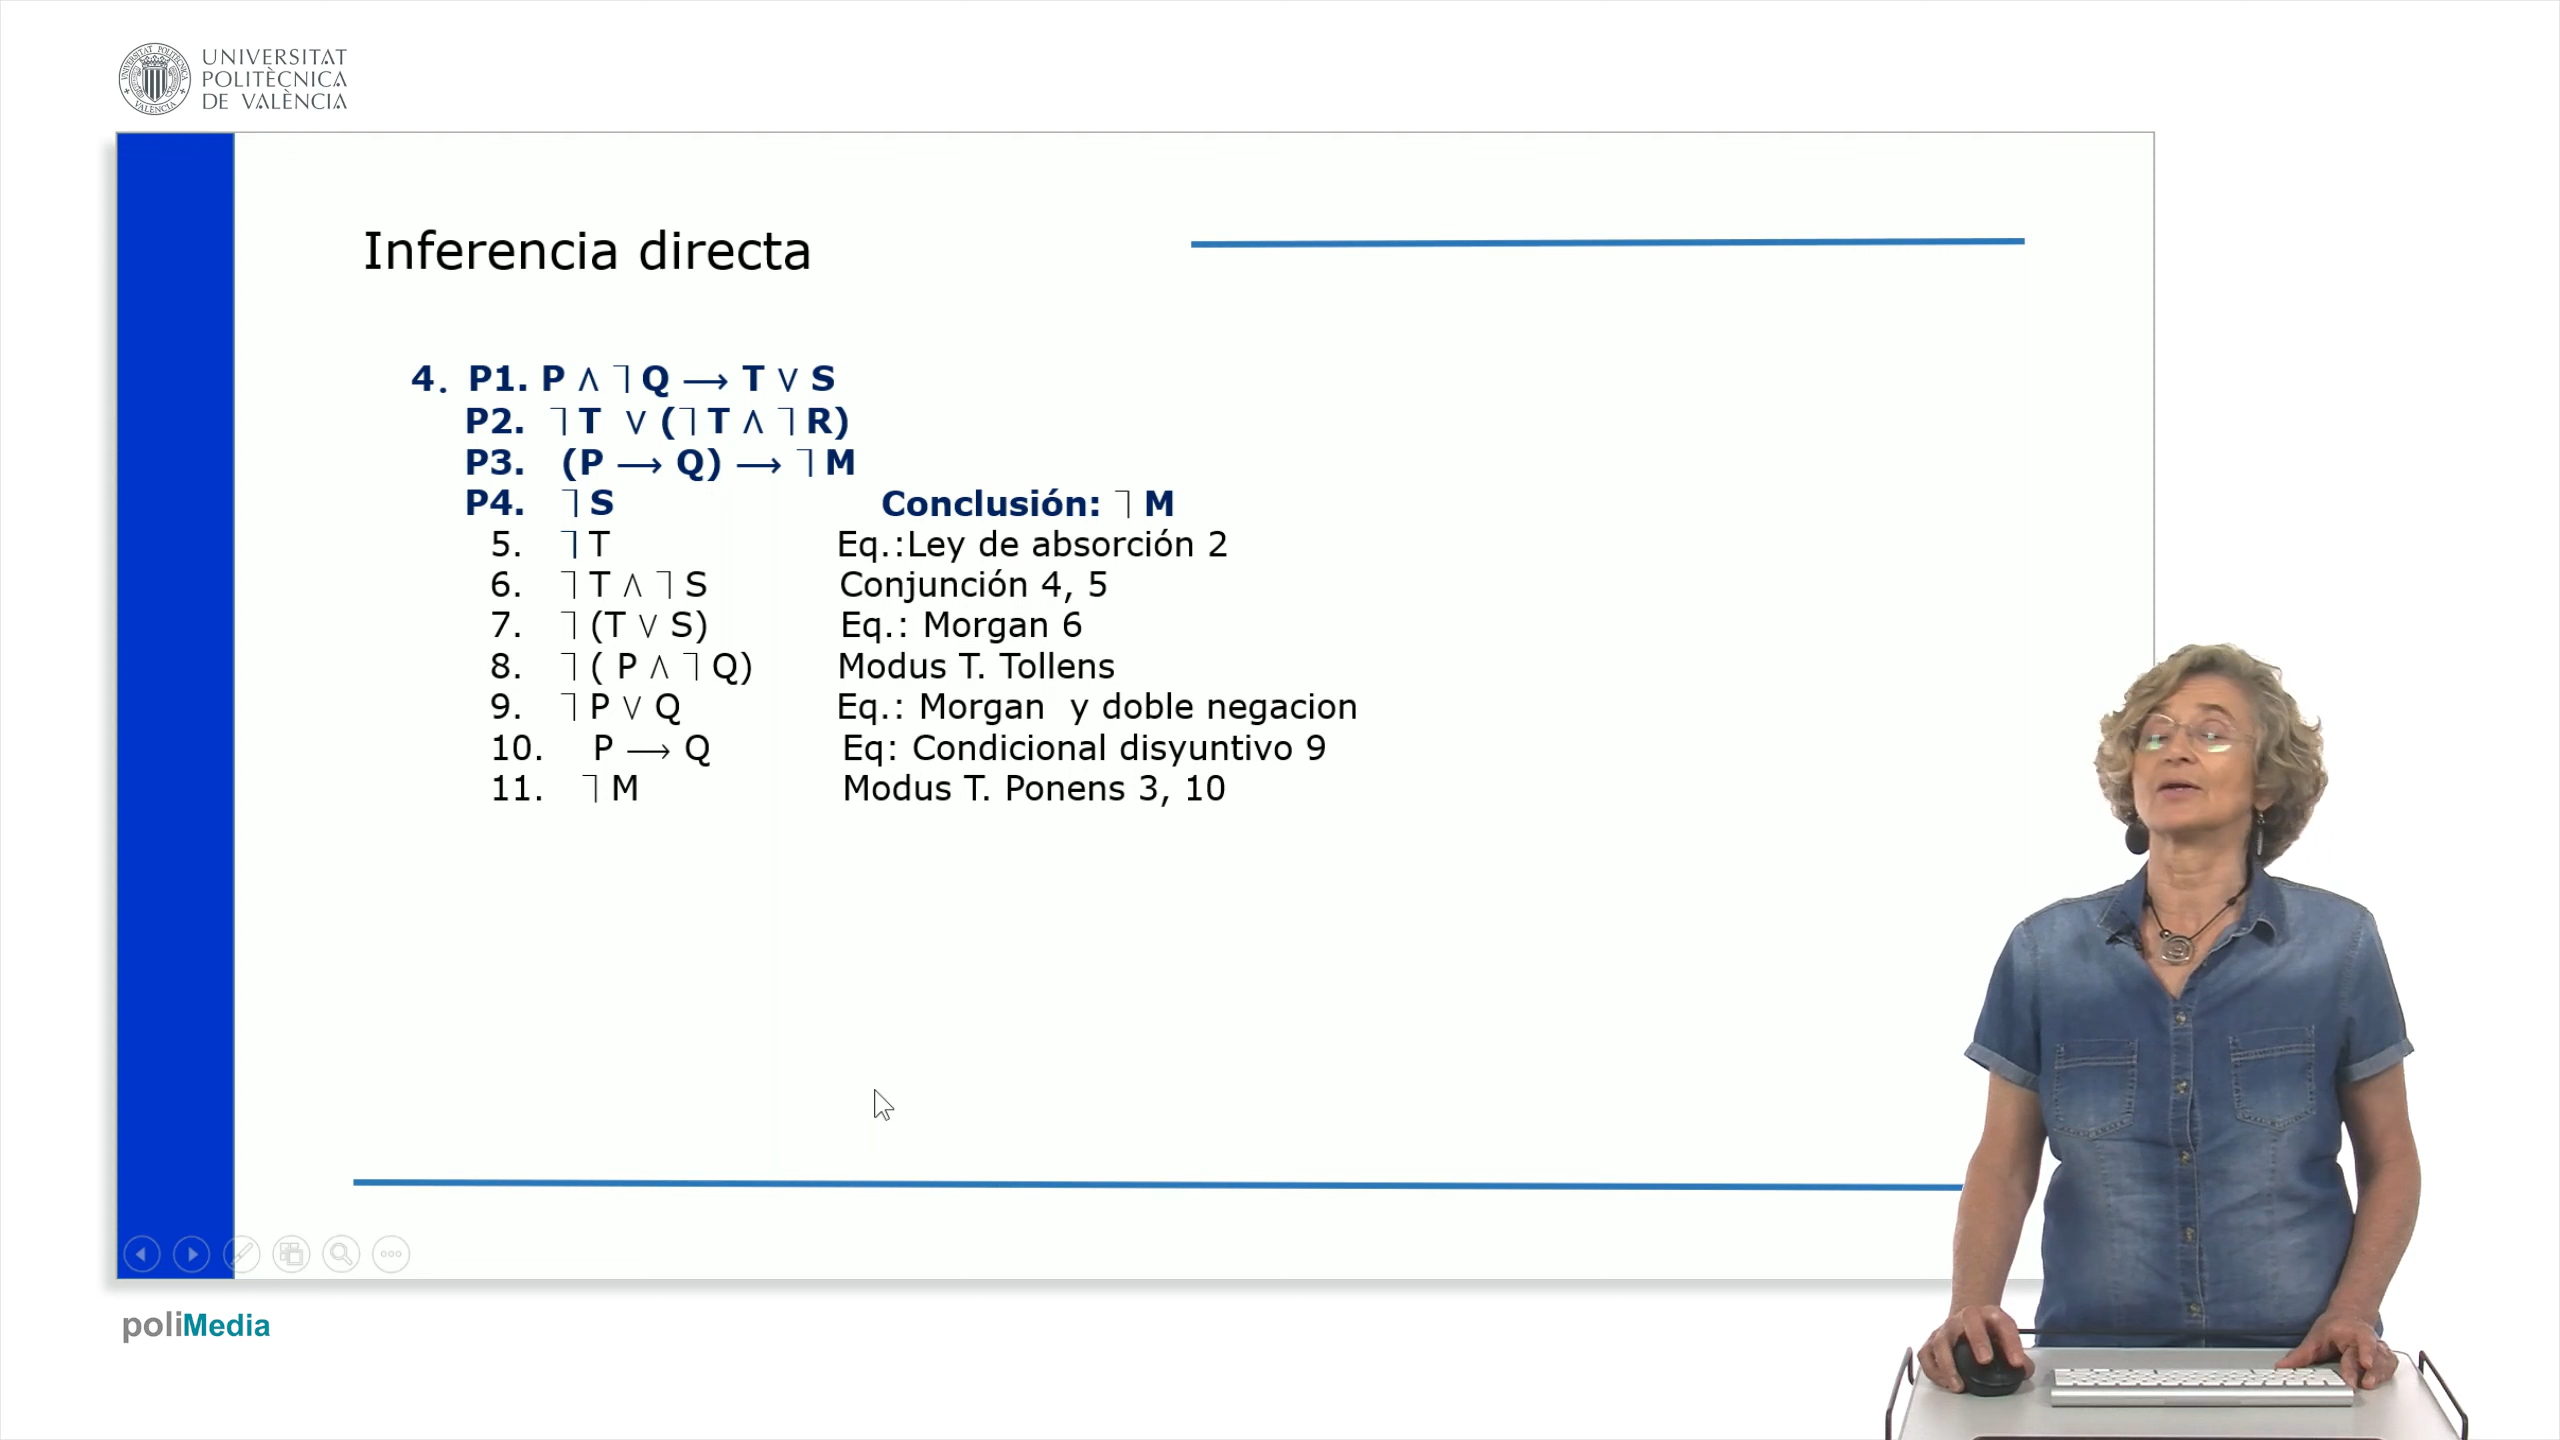 UNIVERSITAT
POLITÈCNICA
DE VALÈNCIA
Inferencia directa
4. P1. P ∧ ⏋Q ⟶ T ∨ S
P2. ⏋T ∨ (⏋T ∧ ⏋R)
P3. (P ⟶ Q) ⟶ ⏋M
P4. ⏋S Conclusión: ⏋M
5. ⏋T Eq.:Ley de absorción 2
6. ⏋T ∧ ⏋S Conjunción 4, 5
7. ⏋(T ∨ S) Eq.: Morgan 6
8. ⏋( P ∧ ⏋Q) Modus T. Tollens
9. ⏋P ∨ Q Eq.: Morgan y doble negacion
10. P ⟶ Q Eq: Condicional disyuntivo 9
11. ⏋M Modus T. Ponens 3, 10
poliMedia